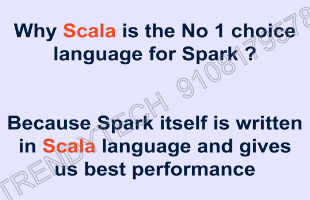 Why Scala is the No 1 choice
language for Spark ?
Because Spark itself is written
in Scala language and gives
us best performance
TRENDYTECH 9108179578